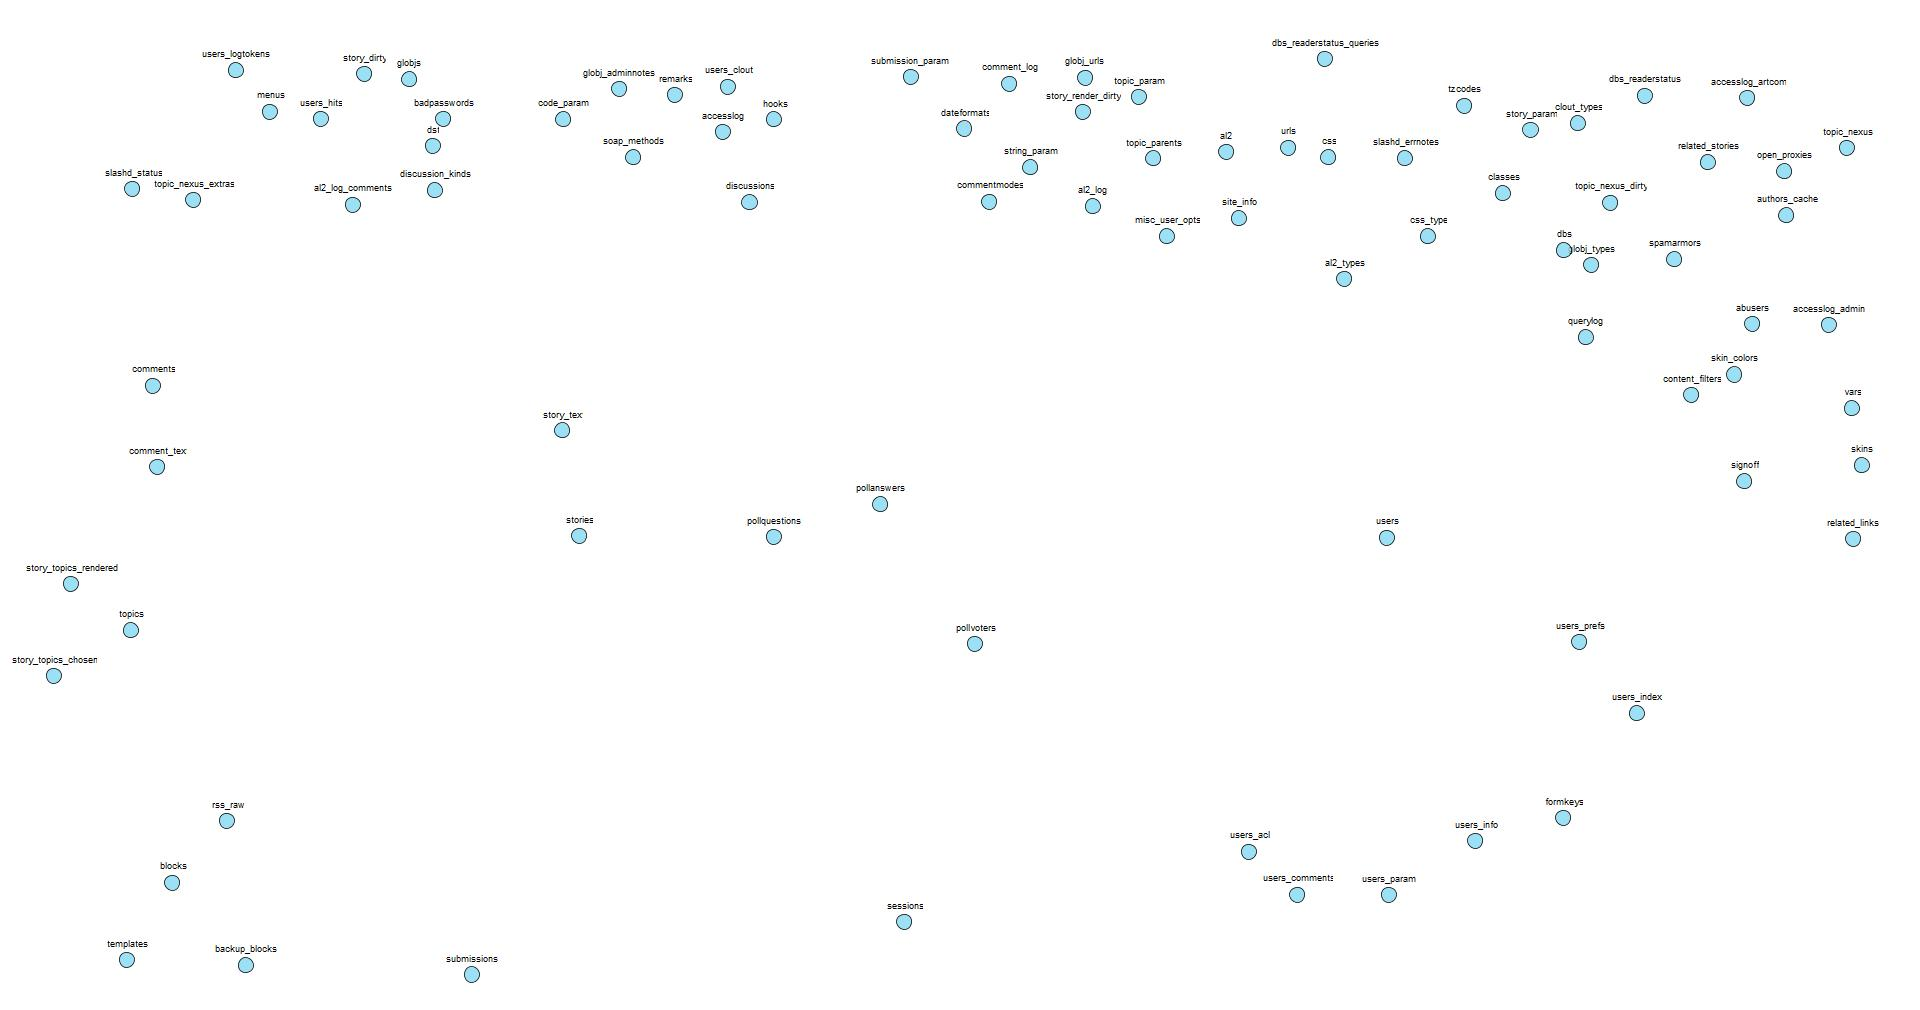 dbs_readerstatus_queries
users_logtokens
story_dirty
globjs
submission_param
globj_urls
comment_log
users_clout
globj_adminnotes
remarks
topic_param
dbs_readerstatus
accesslog_artcom
tzcodes
menus
users_hits
badpasswords
code_param
hooks
story_render_dirty
clout_types
dateformats
story_param
accesslog
dst
soap_methods
string_param
topic_parents
al2
urls
css
slashd_errnotes
topic_nexus
related_stories
open_proxies
slashd_status
topic_nexus_extras
al2_log_comments
discussion_kinds
discussions
commentmodes
al2_log
classes
topic_nexus_dirty
authors_cache
misc_user_opts
site_info
css_type
dbs
globj_types
spamarmors
al2_types
abusers
accesslog_admin
querylog
skin_colors
comments
content_filters
vars
story_tex
comment_tex
skins
signoff
pollanswers
stories
pollquestions
users
related_links
story_topics_rendered
topics
pollvoters
users_prefs
story_topics_chosen
users_index
rss_raw
formkeys
users_info
users_acl
blocks
users_comments
users_param
sessions
templates
backup_blocks
submissions